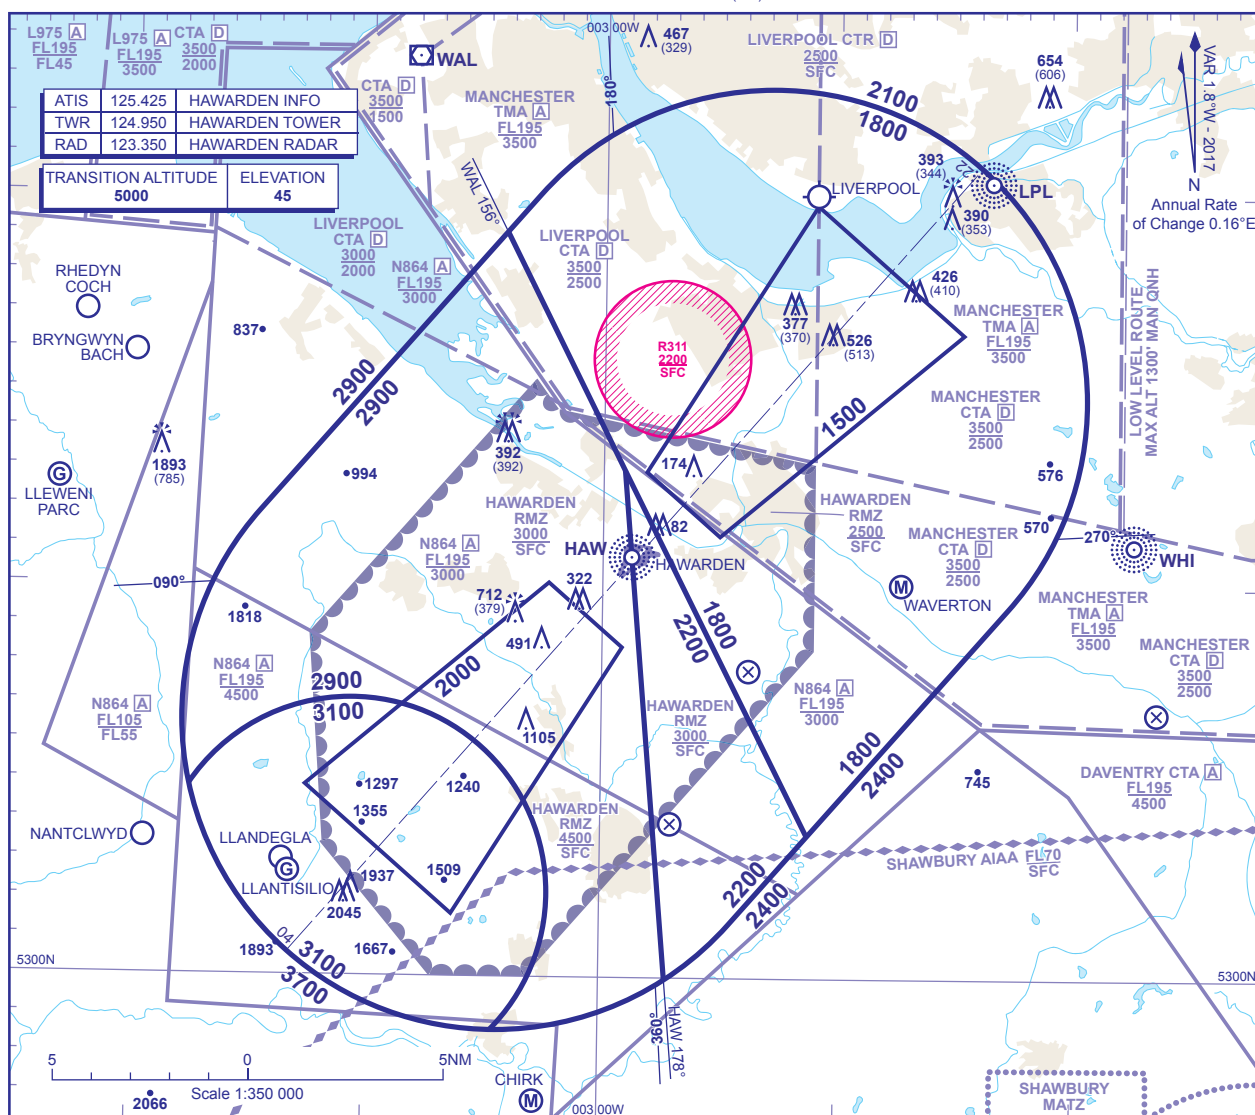 003 00W
467
(329)
LIVERPOOL CTR D
2500
SFC
654
(606)
VAR 1.8°W - 2017
N
Annual Rate
of Change 0.16°E
L975 A
FL195
FL45
L975 A
FL195
3500
CTA D
3500
2000
WAL
CTA D
3500
1500
MANCHESTER
TMA A
FL195
3500
180°
2100
1800
ATIS 125.425 HAWARDEN INFO
TWR 124.950 HAWARDEN TOWER
RAD 123.350 HAWARDEN RADAR
TRANSITION ALTITUDE
5000
ELEVATION
45
WAL 156°
393
(344)
22
LPL
LIVERPOOL
390
(353)
LIVERPOOL
CTA D
3000
2000
LIVERPOOL
CTA D
3500
2500
N864 A
FL195
3000
RHEDYN
COCH
BRYNGWYN
BACH
837
2900
2900
R311
2200
SFC
377
(370)
426
(410)
526
(513)
MANCHESTER
TMA A
FL195
3500
LOW LEVEL ROUTE
MAX ALT 1300' MAN QNH
MANCHESTER
CTA D
3500
2500
1500
1893
(785)
392
(392)
994
174
576
G
LLEWENI
PARC
HAWARDEN
RMZ
3000
SFC
HAWARDEN
RMZ
2500
SFC
570
82
270°
WHI
N864 A
FL195
3000
HAW
HAWARDEN
MANCHESTER
CTA D
3500
2500
M
WAVERTON
090°
322
712
(379)
1818
491
1800
2200
MANCHESTER
TMA A
FL195
3500
MANCHESTER
CTA D
3500
2500
2000
N864 A
FL195
4500
2900
3100
N864 A
FL105
FL55
N864 A
FL195
3000
HAWARDEN
RMZ
3000
SFC
1105
1297
1240
1355
1800
2400
745
DAVENTRY CTA A
FL195
4500
HAWARDEN
RMZ
4500
SFC
NANTCLWYD
LLANDEGLA
G
LLANTISILIO
1937
1509
2045
SHAWBURY AIAA FL70
SFC
2200
2400
1893
04
1667
3100
3700
5300N
5300N
360°
HAW 178°
5 0 5NM
Scale 1:350 000
2066
CHIRK
M
003 00W
SHAWBURY
MATZ